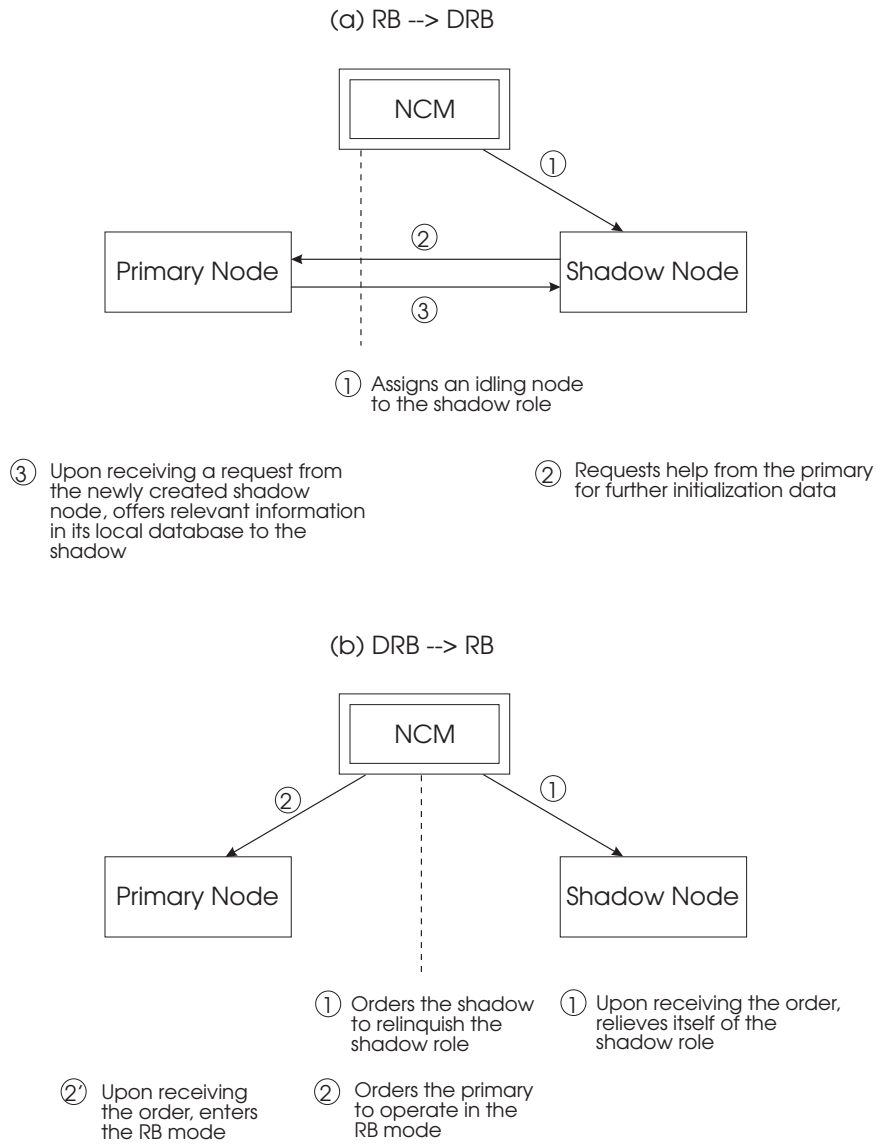 (a) RB --> DRB
NCM
1
2
Primary Node
Shadow Node
3
1 Assigns an idling node
to the shadow role
3 Upon receiving a request from
the newly created shadow
node, offers relevant information
in its local database to the
shadow
2 Requests help from the primary
for further initialization data
(b) DRB --> RB
NCM
2
1
Primary Node
Shadow Node
1 Orders the shadow
to relinquish the
shadow role
1 Upon receiving the order,
relieves itself of the
shadow role
2' Upon receiving
the order, enters
the RB mode
2 Orders the primary
to operate in the
RB mode